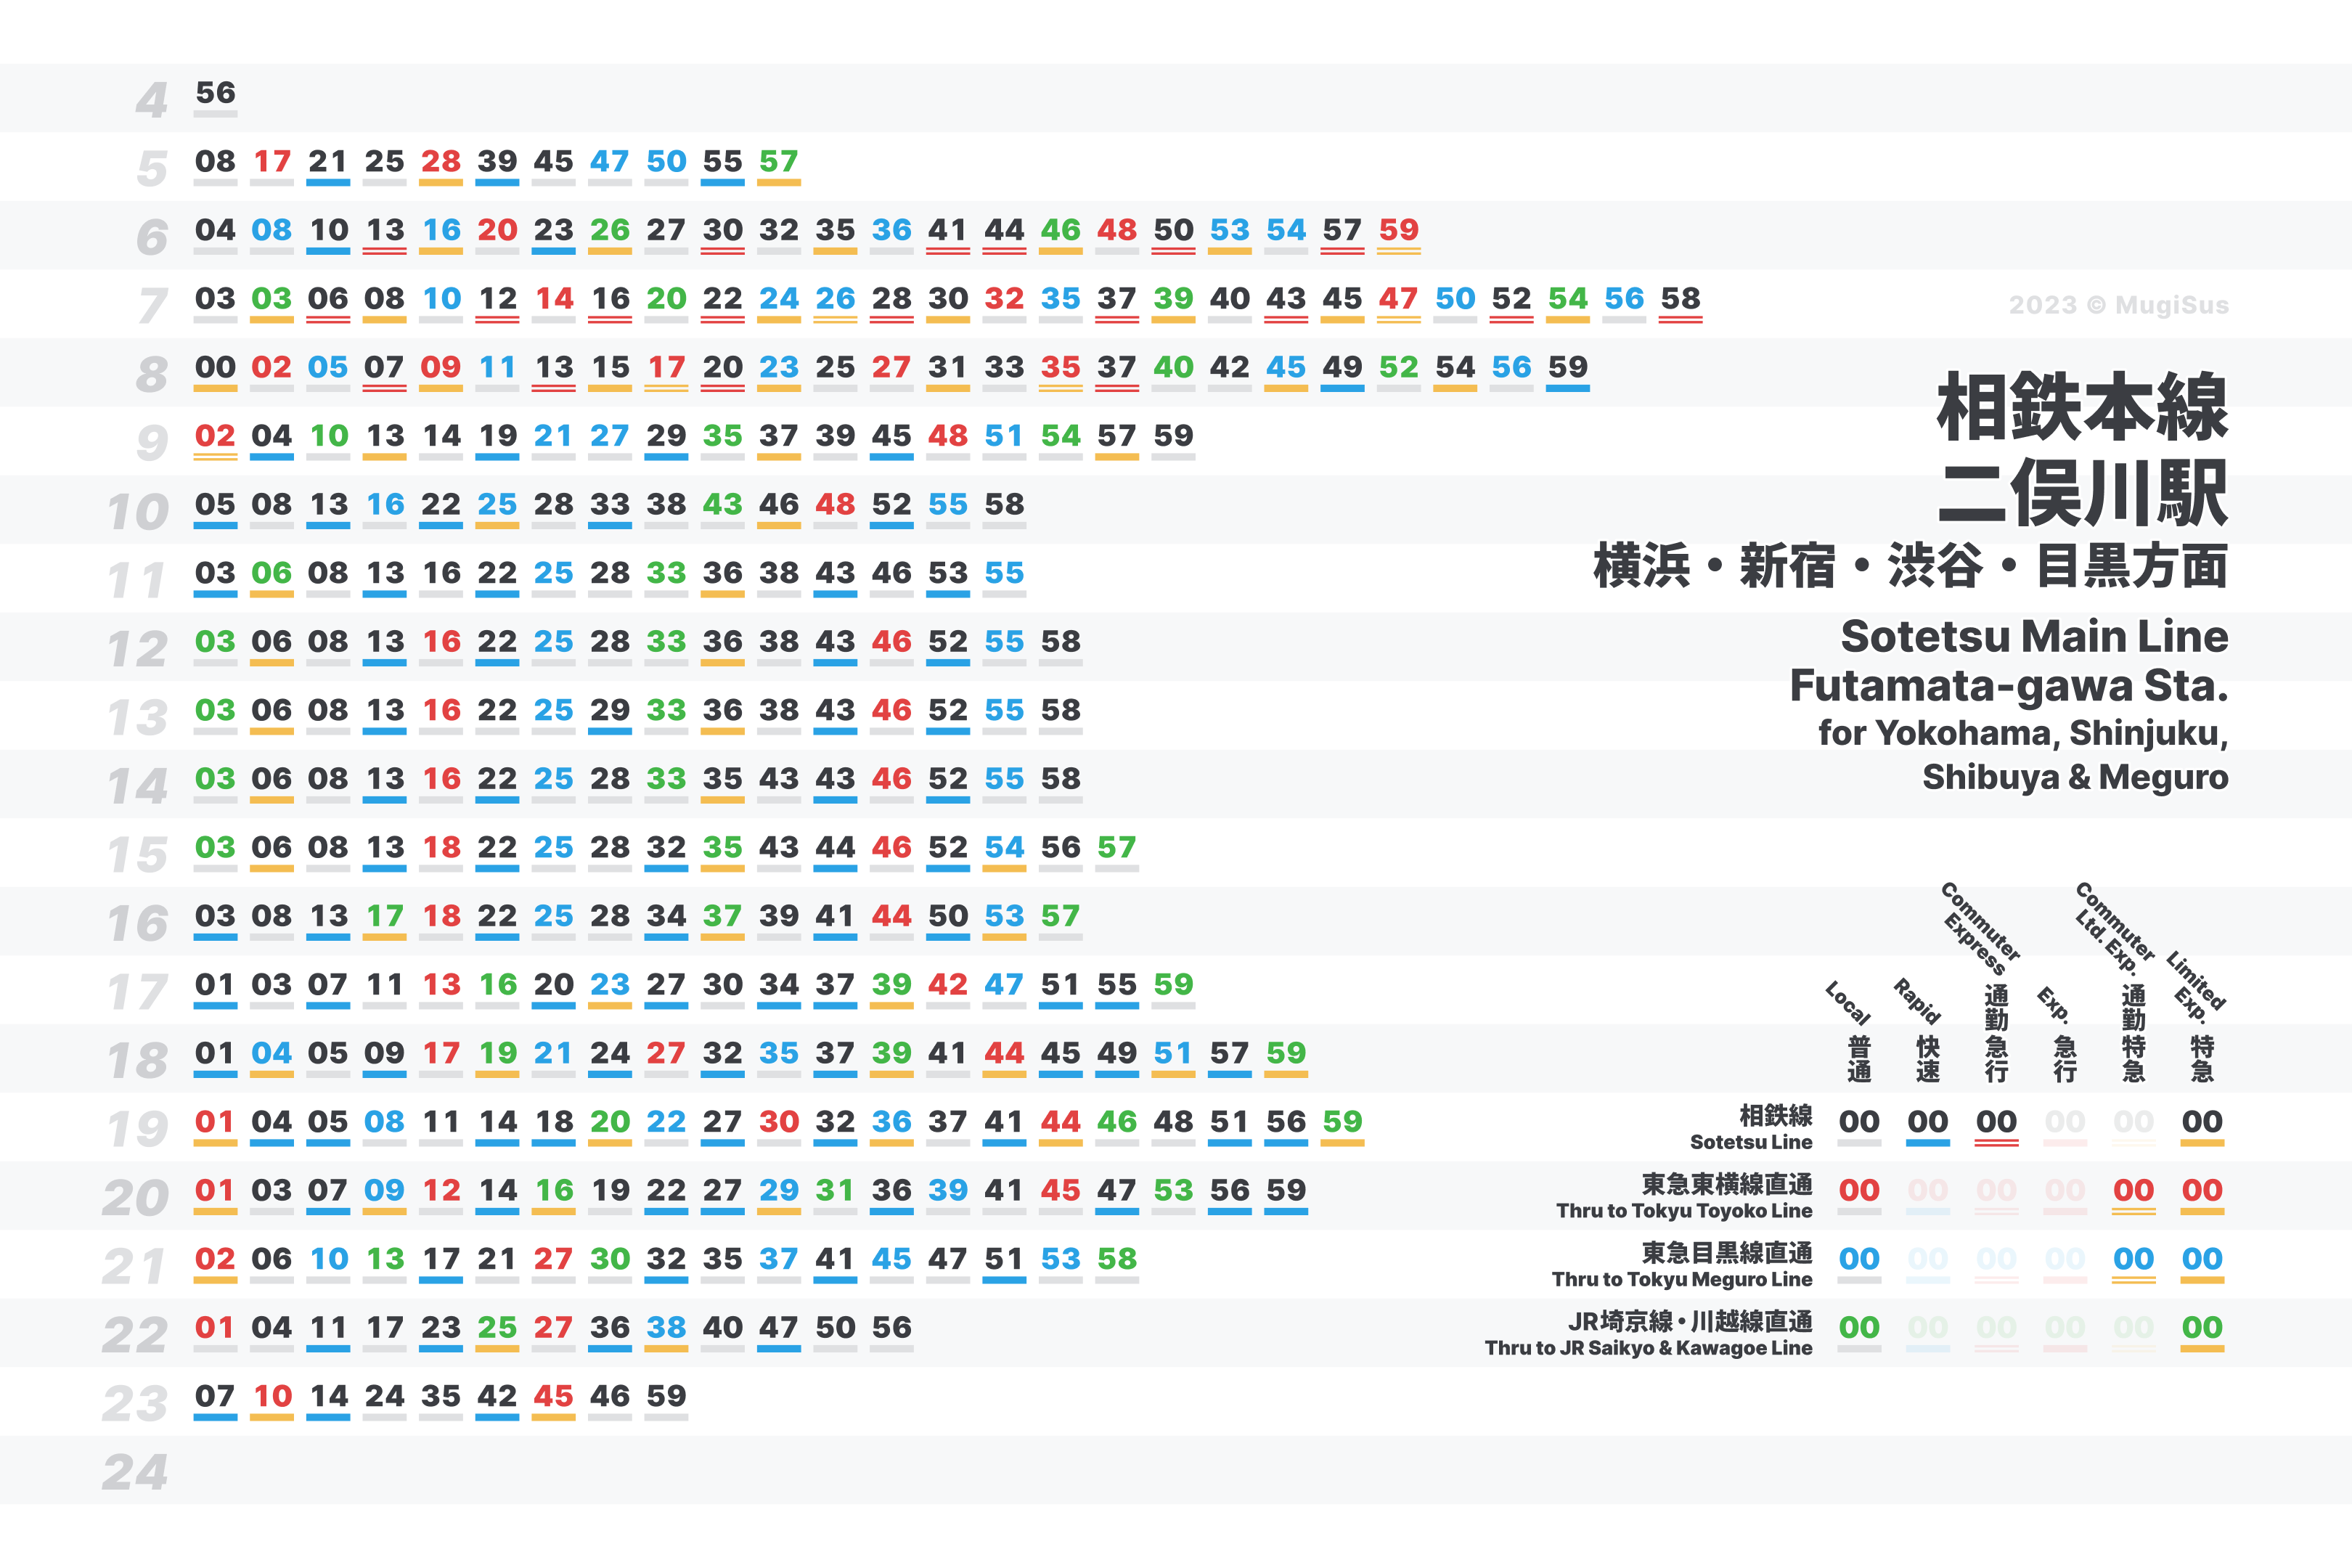 4 56
5 08 17 21 25 28 39 45 47 50 55 57
6 04 08 10 13 16 20 23 26 27 30 32 35 36 41 44 46 48 50 53 54 57 59
7 03 03 06 08 10 12 14 16 20 22 24 26 28 30 32 35 37 39 40 43 45 47 50 52 54 56 58
8 00 02 05 07 09 11 13 15 17 20 23 25 27 31 33 35 37 40 42 45 49 52 54 56 59
9 02 04 10 13 14 19 21 27 29 35 37 39 45 48 51 54 57 59
10 05 08 13 16 22 25 28 33 38 43 46 48 52 55 58
11 03 06 08 13 16 22 25 28 33 36 38 43 46 53 55
12 03 06 08 13 16 22 25 28 33 36 38 43 46 52 55 58
13 03 06 08 13 16 22 25 29 33 36 38 43 46 52 55 58
14 03 06 08 13 16 22 25 28 33 35 43 43 46 52 55 58
15 03 06 08 13 18 22 25 28 32 35 43 44 46 52 54 56 57
16 03 08 13 17 18 22 25 28 34 37 39 41 44 50 53 57
17 01 03 07 11 13 16 20 23 27 30 34 37 39 42 47 51 55 59
18 01 04 05 09 17 19 21 24 27 32 35 37 39 41 44 45 49 51 57 59
19 01 04 05 08 11 14 18 20 22 27 30 32 36 37 41 44 46 48 51 56 59
20 01 03 07 09 12 14 16 19 22 27 29 31 36 39 41 45 47 53 56 59
21 02 06 10 13 17 21 27 30 32 35 37 41 45 47 51 53 58
22 01 04 11 17 23 25 27 36 38 40 47 50 56
23 07 10 14 24 35 42 45 46 59
24
2023 © MugiSus
相鉄本線
二俣川駅
横浜・新宿・渋谷・目黒方面
Sotetsu Main Line
Futamata-gawa Sta.
for Yokohama, Shinjuku,
Shibuya & Meguro
Local
普通
Rapid
快速
Commuter
Express
通勤急行
Exp.
急行
Commuter
Ltd. Exp.
通勤特急
Limited
Exp.
特急
相鉄線 00 00 00 00 00 00
Sotetsu Line
東急東横線直通 00 00 00 00 00 00
Thru to Tokyu Toyoko Line
東急目黒線直通 00 00 00 00 00 00
Thru to Tokyu Meguro Line
JR埼京線・川越線直通 00 00 00 00 00 00
Thru to JR Saikyo & Kawagoe Line